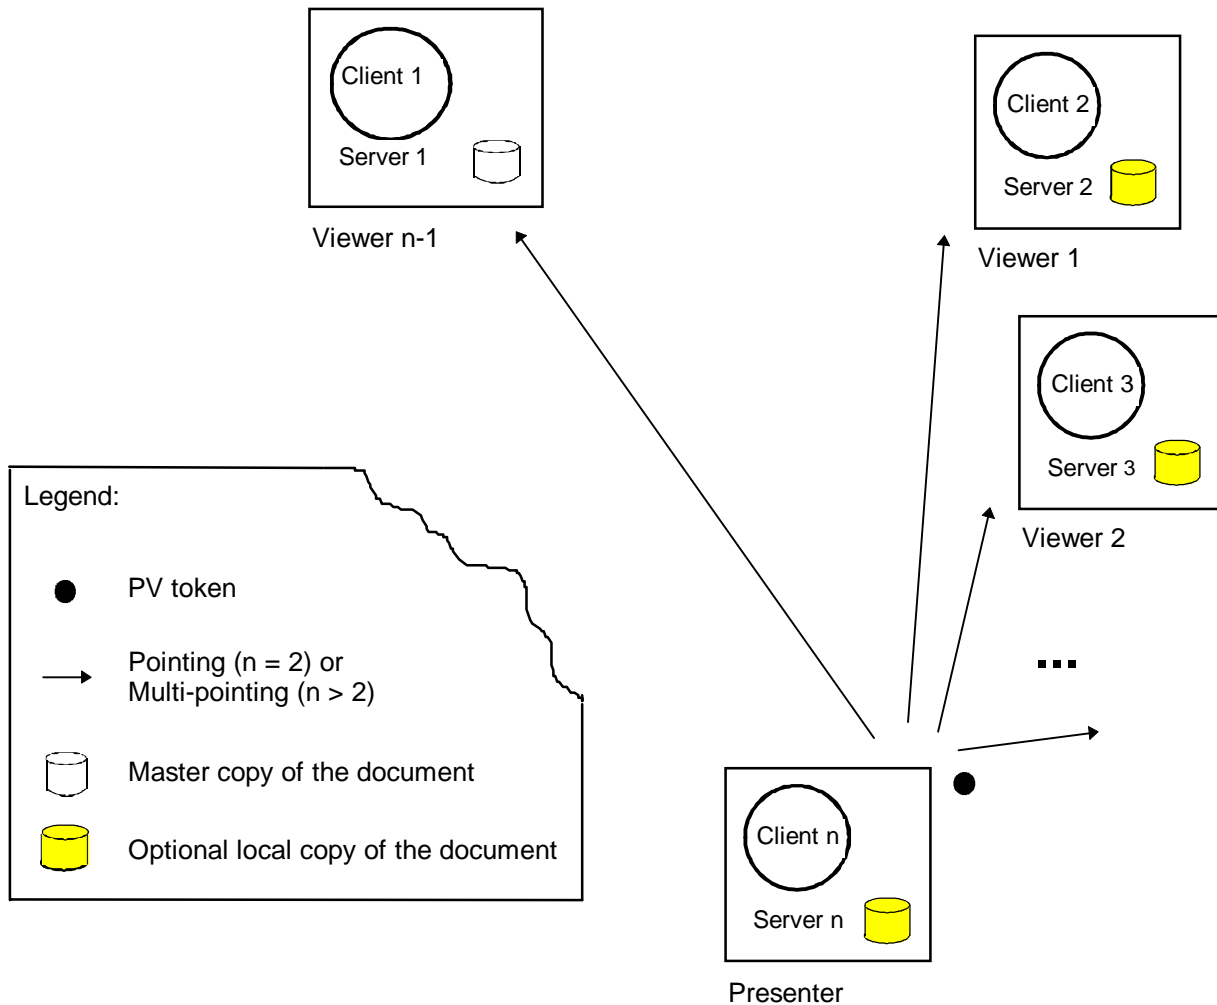 Client 1
Server 1
Viewer n-1
Client 2
Server 2
Viewer 1
Client 3
Server 3
Viewer 2
...
Legend:
PV token
Pointing (n = 2) or
Multi-pointing (n > 2)
Master copy of the document
Optional local copy of the document
Client n
Server n
Presenter